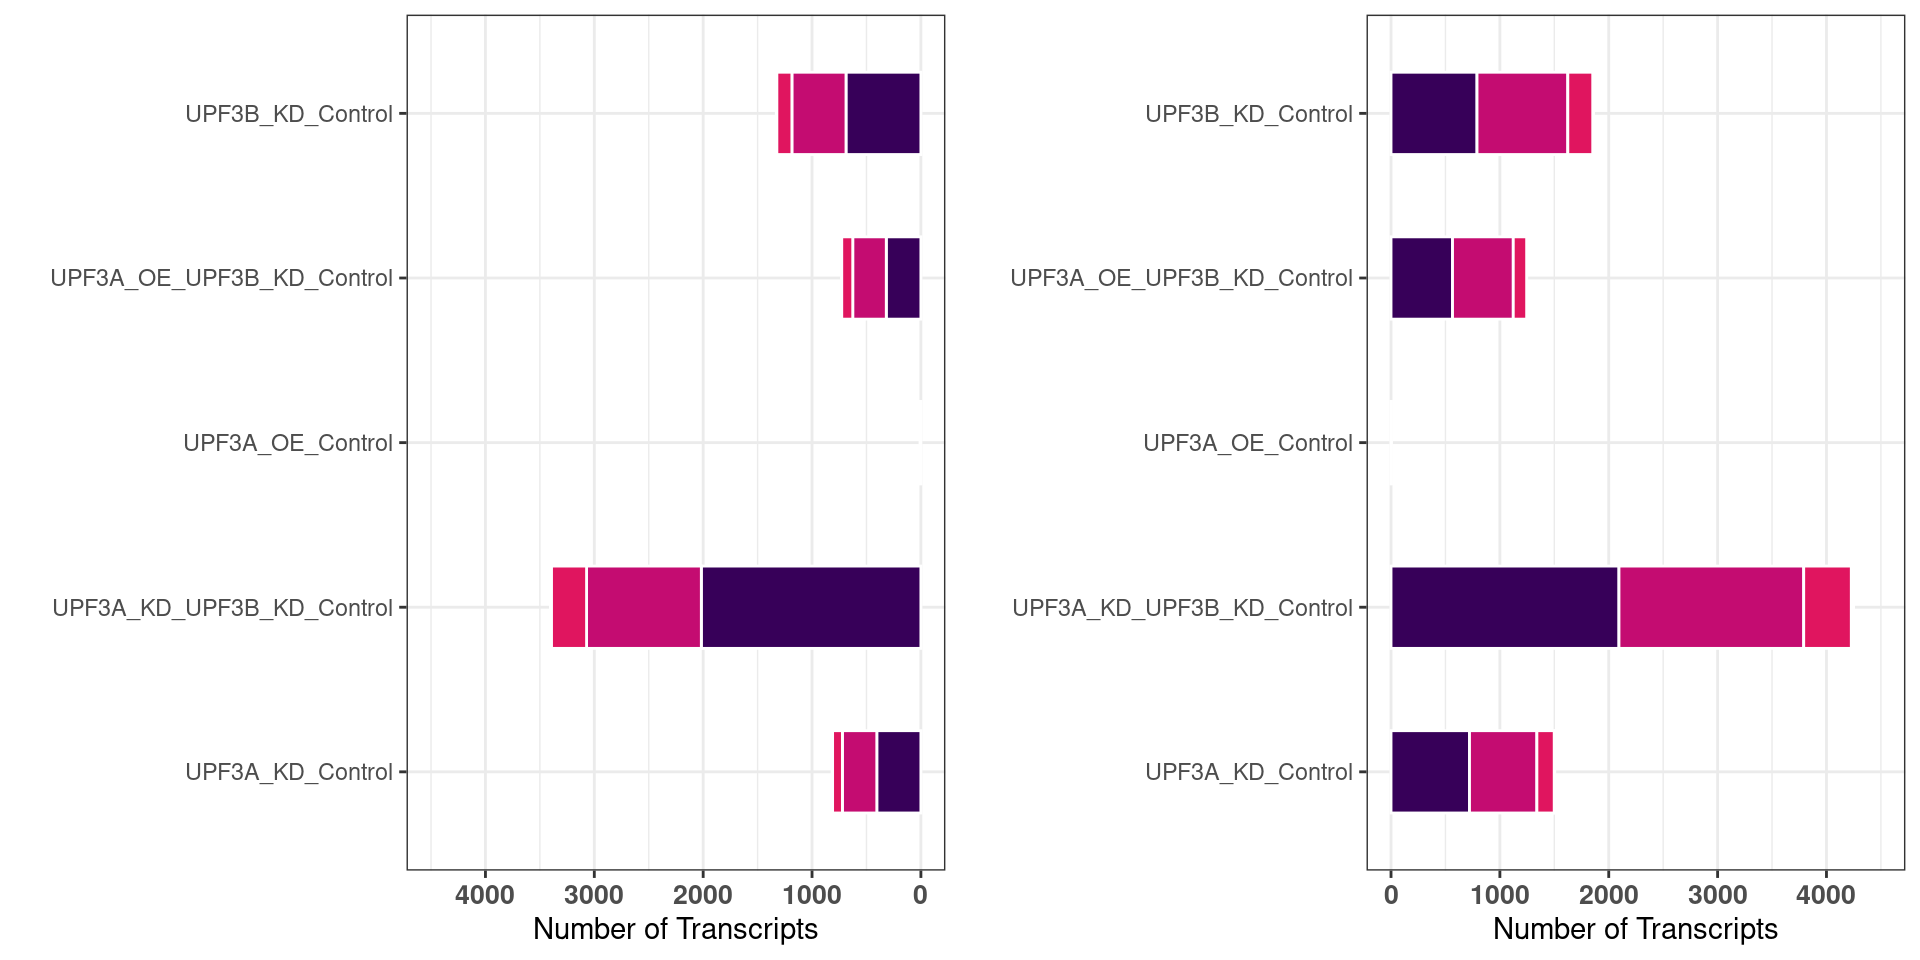 UPF3B_KD_Control
UPF3A_OE_UPF3B_KD_Control
UPF3A_OE_Control
UPF3A_KD_UPF3B_KD_Control
UPF3A_KD_Control
4000 3000 2000 1000 0
Number of Transcripts
UPF3B_KD_Control
UPF3A_OE_UPF3B_KD_Control
UPF3A_OE_Control
UPF3A_KD_UPF3B_KD_Control
UPF3A_KD_Control
0 1000 2000 3000 4000
Number of Transcripts